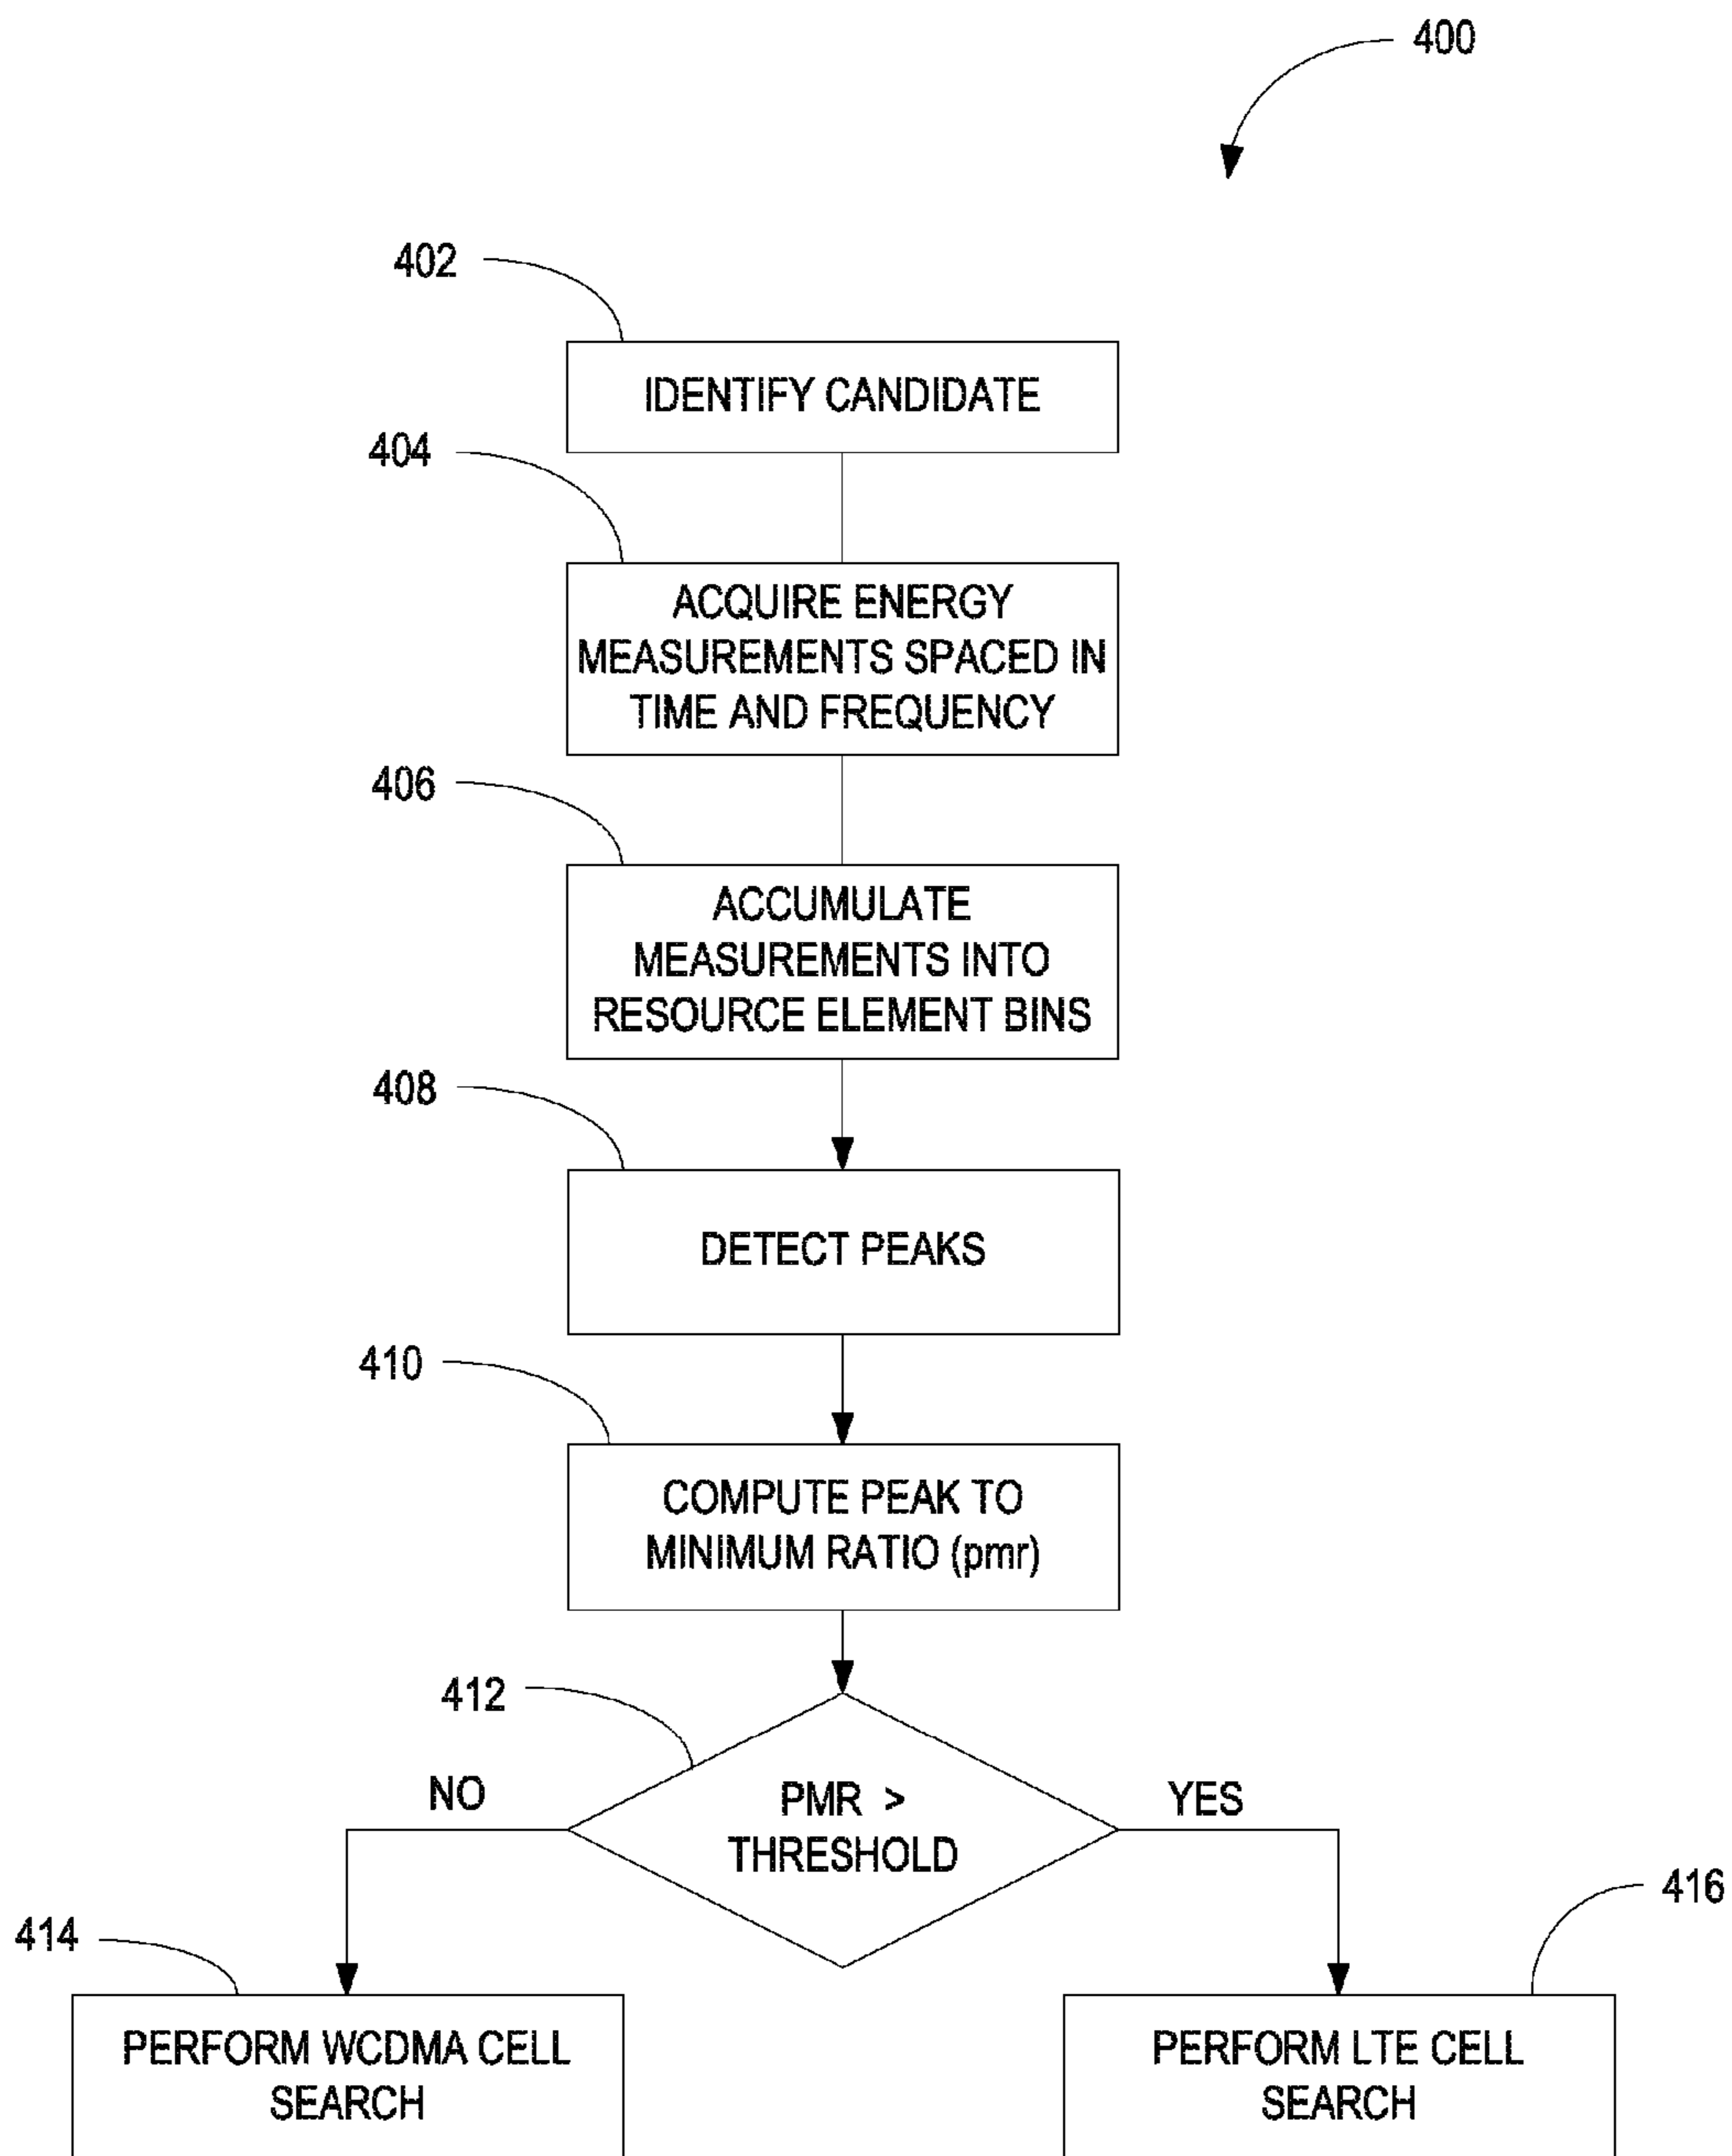 400
402
IDENTIFY CANDIDATE
404
ACQUIRE ENERGY
MEASUREMENTS SPACED IN
TIME AND FREQUENCY
406
ACCUMULATE
MEASUREMENTS INTO
RESOURCE ELEMENT BINS
408
DETECT PEAKS
410
COMPUTE PEAK TO
MINIMUM RATIO (pmr)
412
NO
PMR >
THRESHOLD
YES
414
416
PERFORM WCDMA CELL
SEARCH
PERFORM LTE CELL
SEARCH